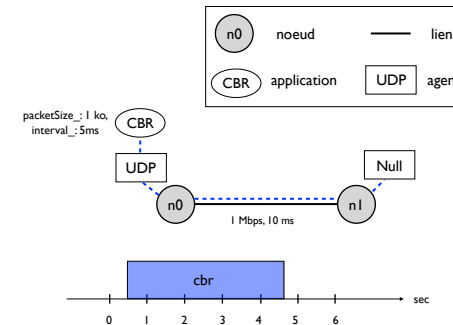 n0 noeud lien
CBR application UDP agen
packetSize_: 1 ko,
interval_: 5ms
CBR
UDP
Null
n0 n1
1 Mbps, 10 ms
cbr
sec
0 1 2 3 4 5 6